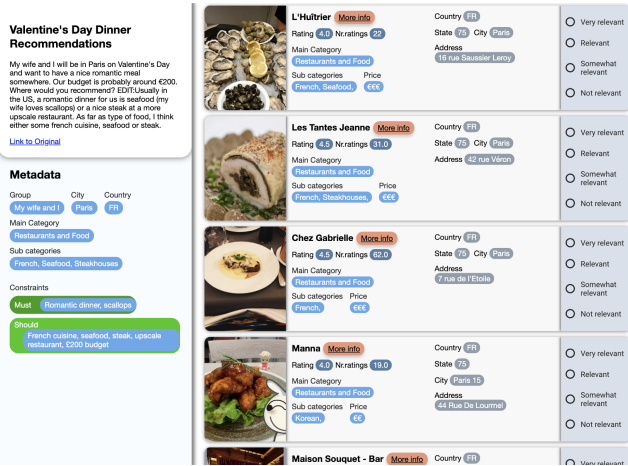 Valentine's Day Dinner
Recommendations
My wife and I will be in Paris on Valentine's Day
and want to have a nice romantic meal
somewhere. Our budget is probably around €200.
Where would you recommend? EDIT:Usually in
the US, a romantic dinner for us is seafood (my
wife loves scallops) or a nice steak at a more
upscale restaurant. As far as type of food, I think
either some french cuisine, seafood or steak.
Link to Original
Metadata
Group City Country
My wife and I Paris FR
Main Category
Restaurants and Food
Sub categories
French, Seafood, Steakhouses
Constraints
Must Romantic dinner, scallops
Should
French cuisine, seafood, steak, upscale
restaurant, £200 budget
L'Huîtrier More info
Rating 4.0 Nr.ratings 22
Main Category
Restaurants and Food
Sub categories Price
French, Seafood, €€€
Country FR
State 75 City Paris
Address
16 rue Saussier Leroy
Very relevant
Relevant
Somewhat
relevant
Not relevant
Les Tantes Jeanne More info
Rating 4.5 Nr.ratings 31.0
Main Category
Restaurants and Food
Sub categories Price
French, Steakhouses, €€€
Country FR
State 75 City Paris
Address 42 rue Véron
Very relevant
Relevant
Somewhat
relevant
Not relevant
Chez Gabrielle More info
Rating 4.5 Nr.ratings 62.0
Main Category
Restaurants and Food
Sub categories Price
French, €€€
Country FR
State 75 City Paris
Address
7 rue de l'Etoile
Very relevant
Relevant
Somewhat
relevant
Not relevant
Manna More info
Rating 4.0 Nr.ratings 19.0
Main Category
Restaurants and Food
Sub categories Price
Korean, €€
Country FR
State 75
City Paris 15
Address
44 Rue De Lourmal
Very relevant
Relevant
Somewhat
relevant
Not relevant
Maison Souquet - Bar More info
Country FR
Very relevant